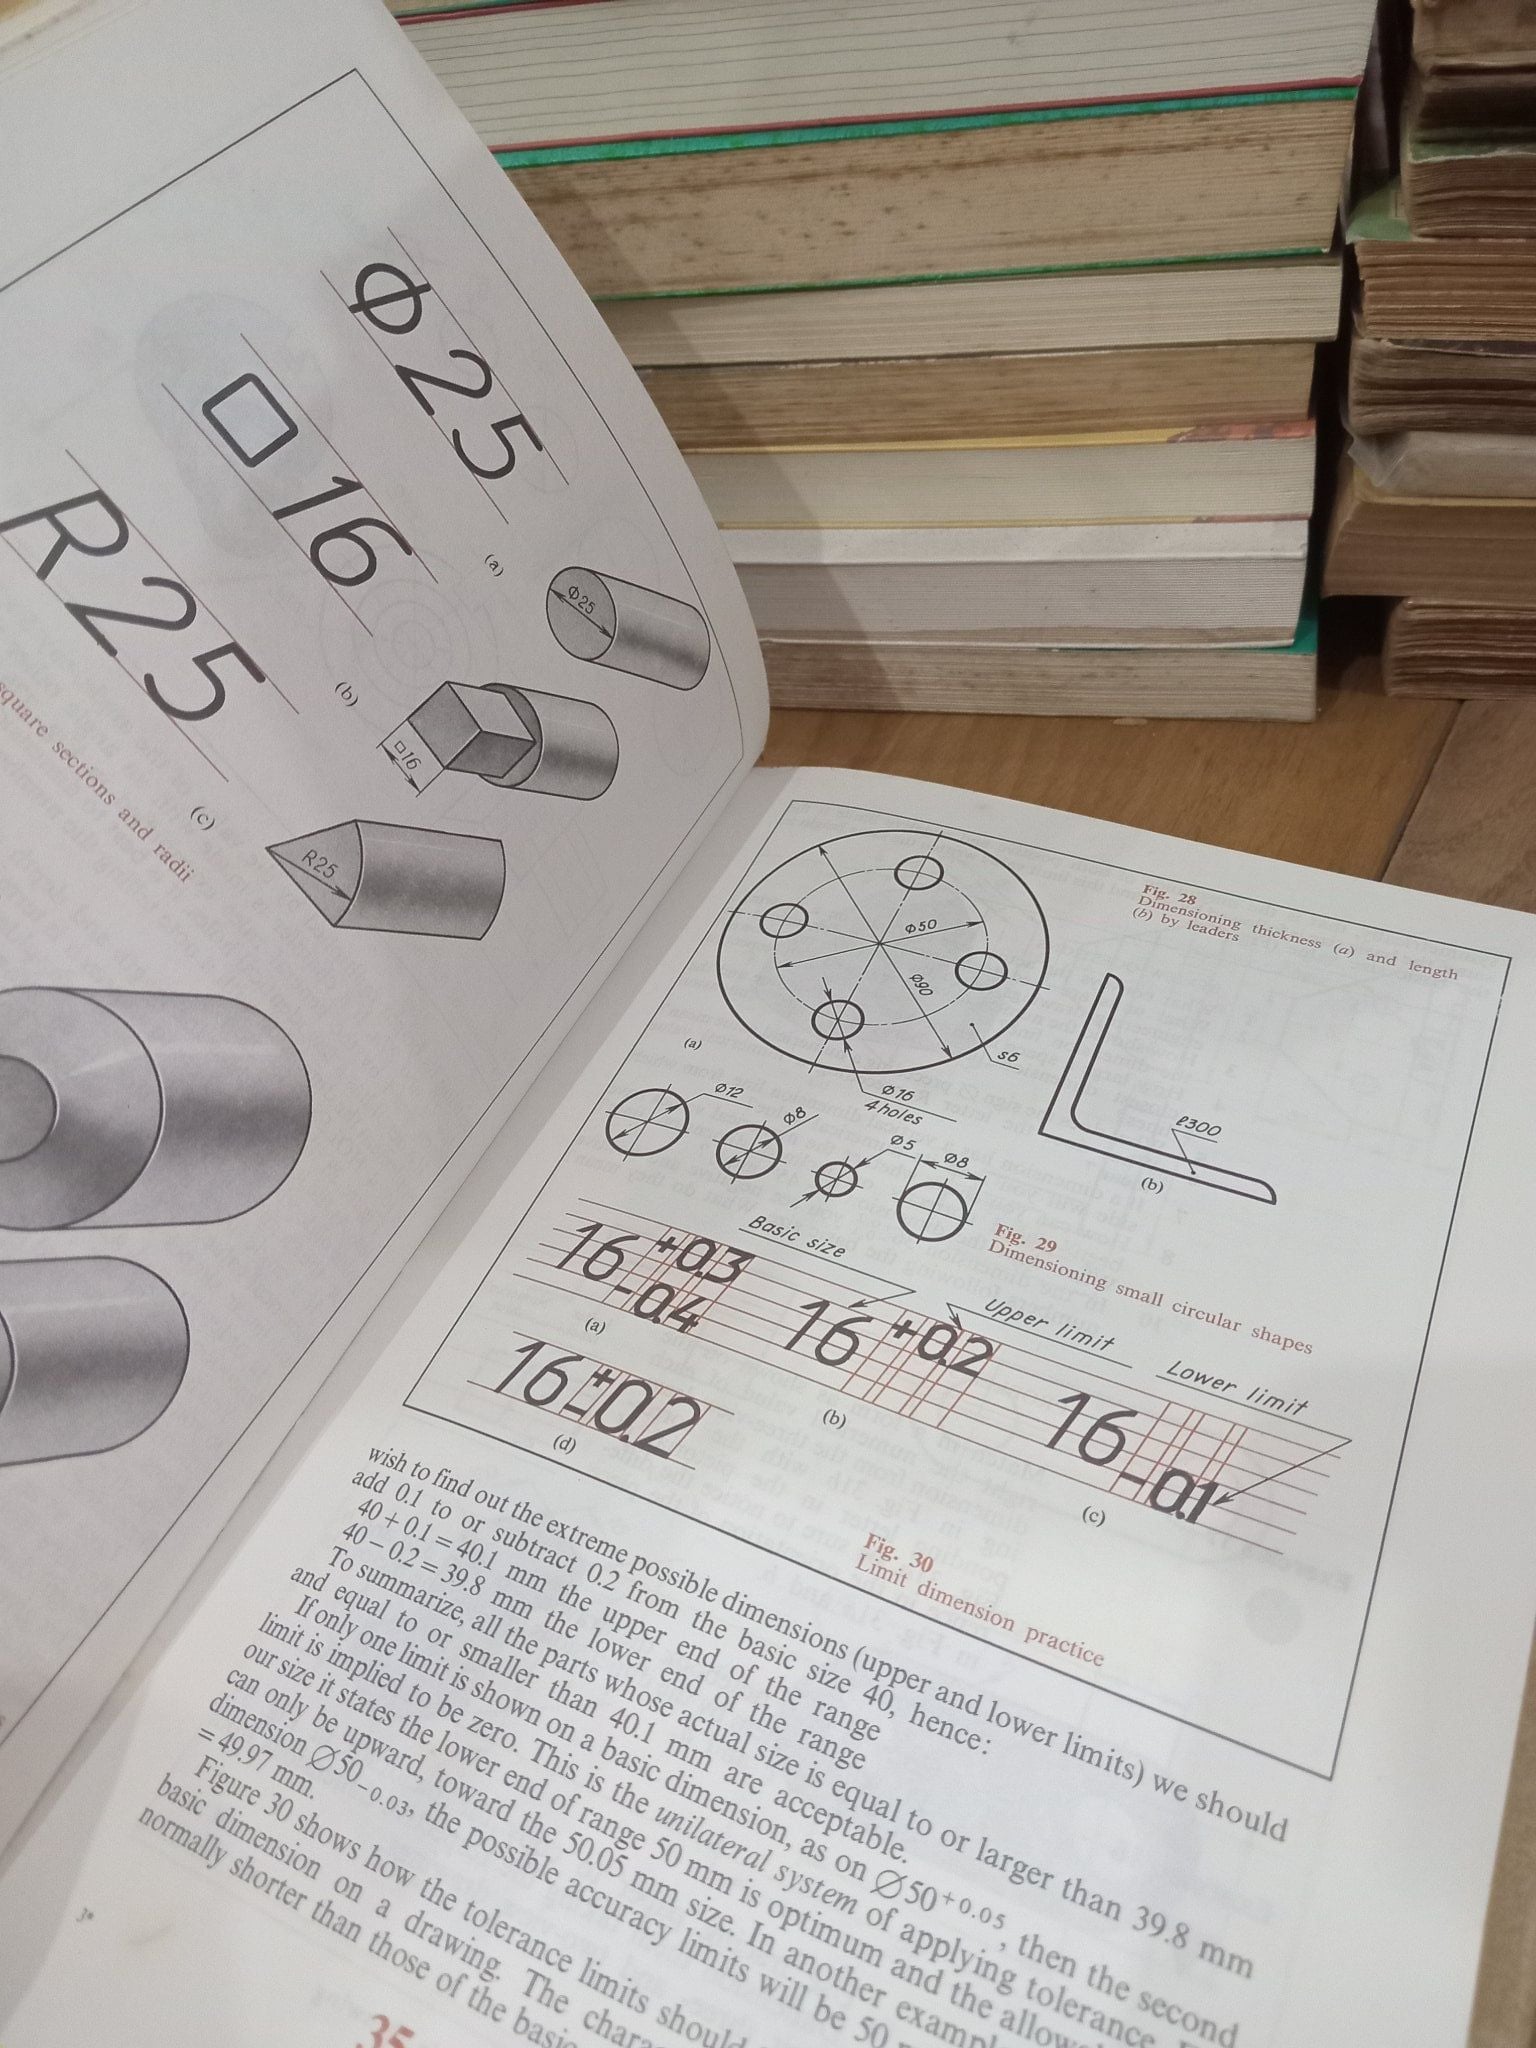 Φ25
(a)
Φ25
□16
(b)
□16
R25
(c)
R25
square sections and radii
Fig. 28
Dimensioning thickness (a) and length
(b) by leaders
Φ50
Ø90
s6
(a)
Ø16
4 holes
ℓ300
(b)
Ø12
Ø8
Ø5
Ø8
Fig. 29
Dimensioning small circular shapes
16 +0.3 -0.4
(a)
Basic size
16 +0.2
(b)
Upper limit
Lower limit
16 -0.1
(c)
16±0.2
(d)
Fig. 30
Limit dimension practice
wish to find out the extreme possible dimensions (upper and lower limits) we should
add 0.1 to or subtract 0.2 from the basic size 40, hence:
40 + 0.1 = 40.1 mm the upper end of the range
40 − 0.2 = 39.8 mm the lower end of the range
To summarize, all the parts whose actual size is equal to or larger than 39.8 mm
and equal to or smaller than 40.1 mm are acceptable.
If only one limit is shown on a basic dimension, as on ∅50+0.05, then the second
limit is implied to be zero. This is the unilateral system of applying tolerance.
our size it states the lower end of range 50 mm is optimum and the
can only be upward, toward the 50.05 mm size. In another
dimension ∅50−0.03, the possible accuracy limits will be 50
= 49.97 mm.
Figure 30 shows how the tolerance limits should
basic dimension on a drawing. The
normally shorter than those of the
3*
35